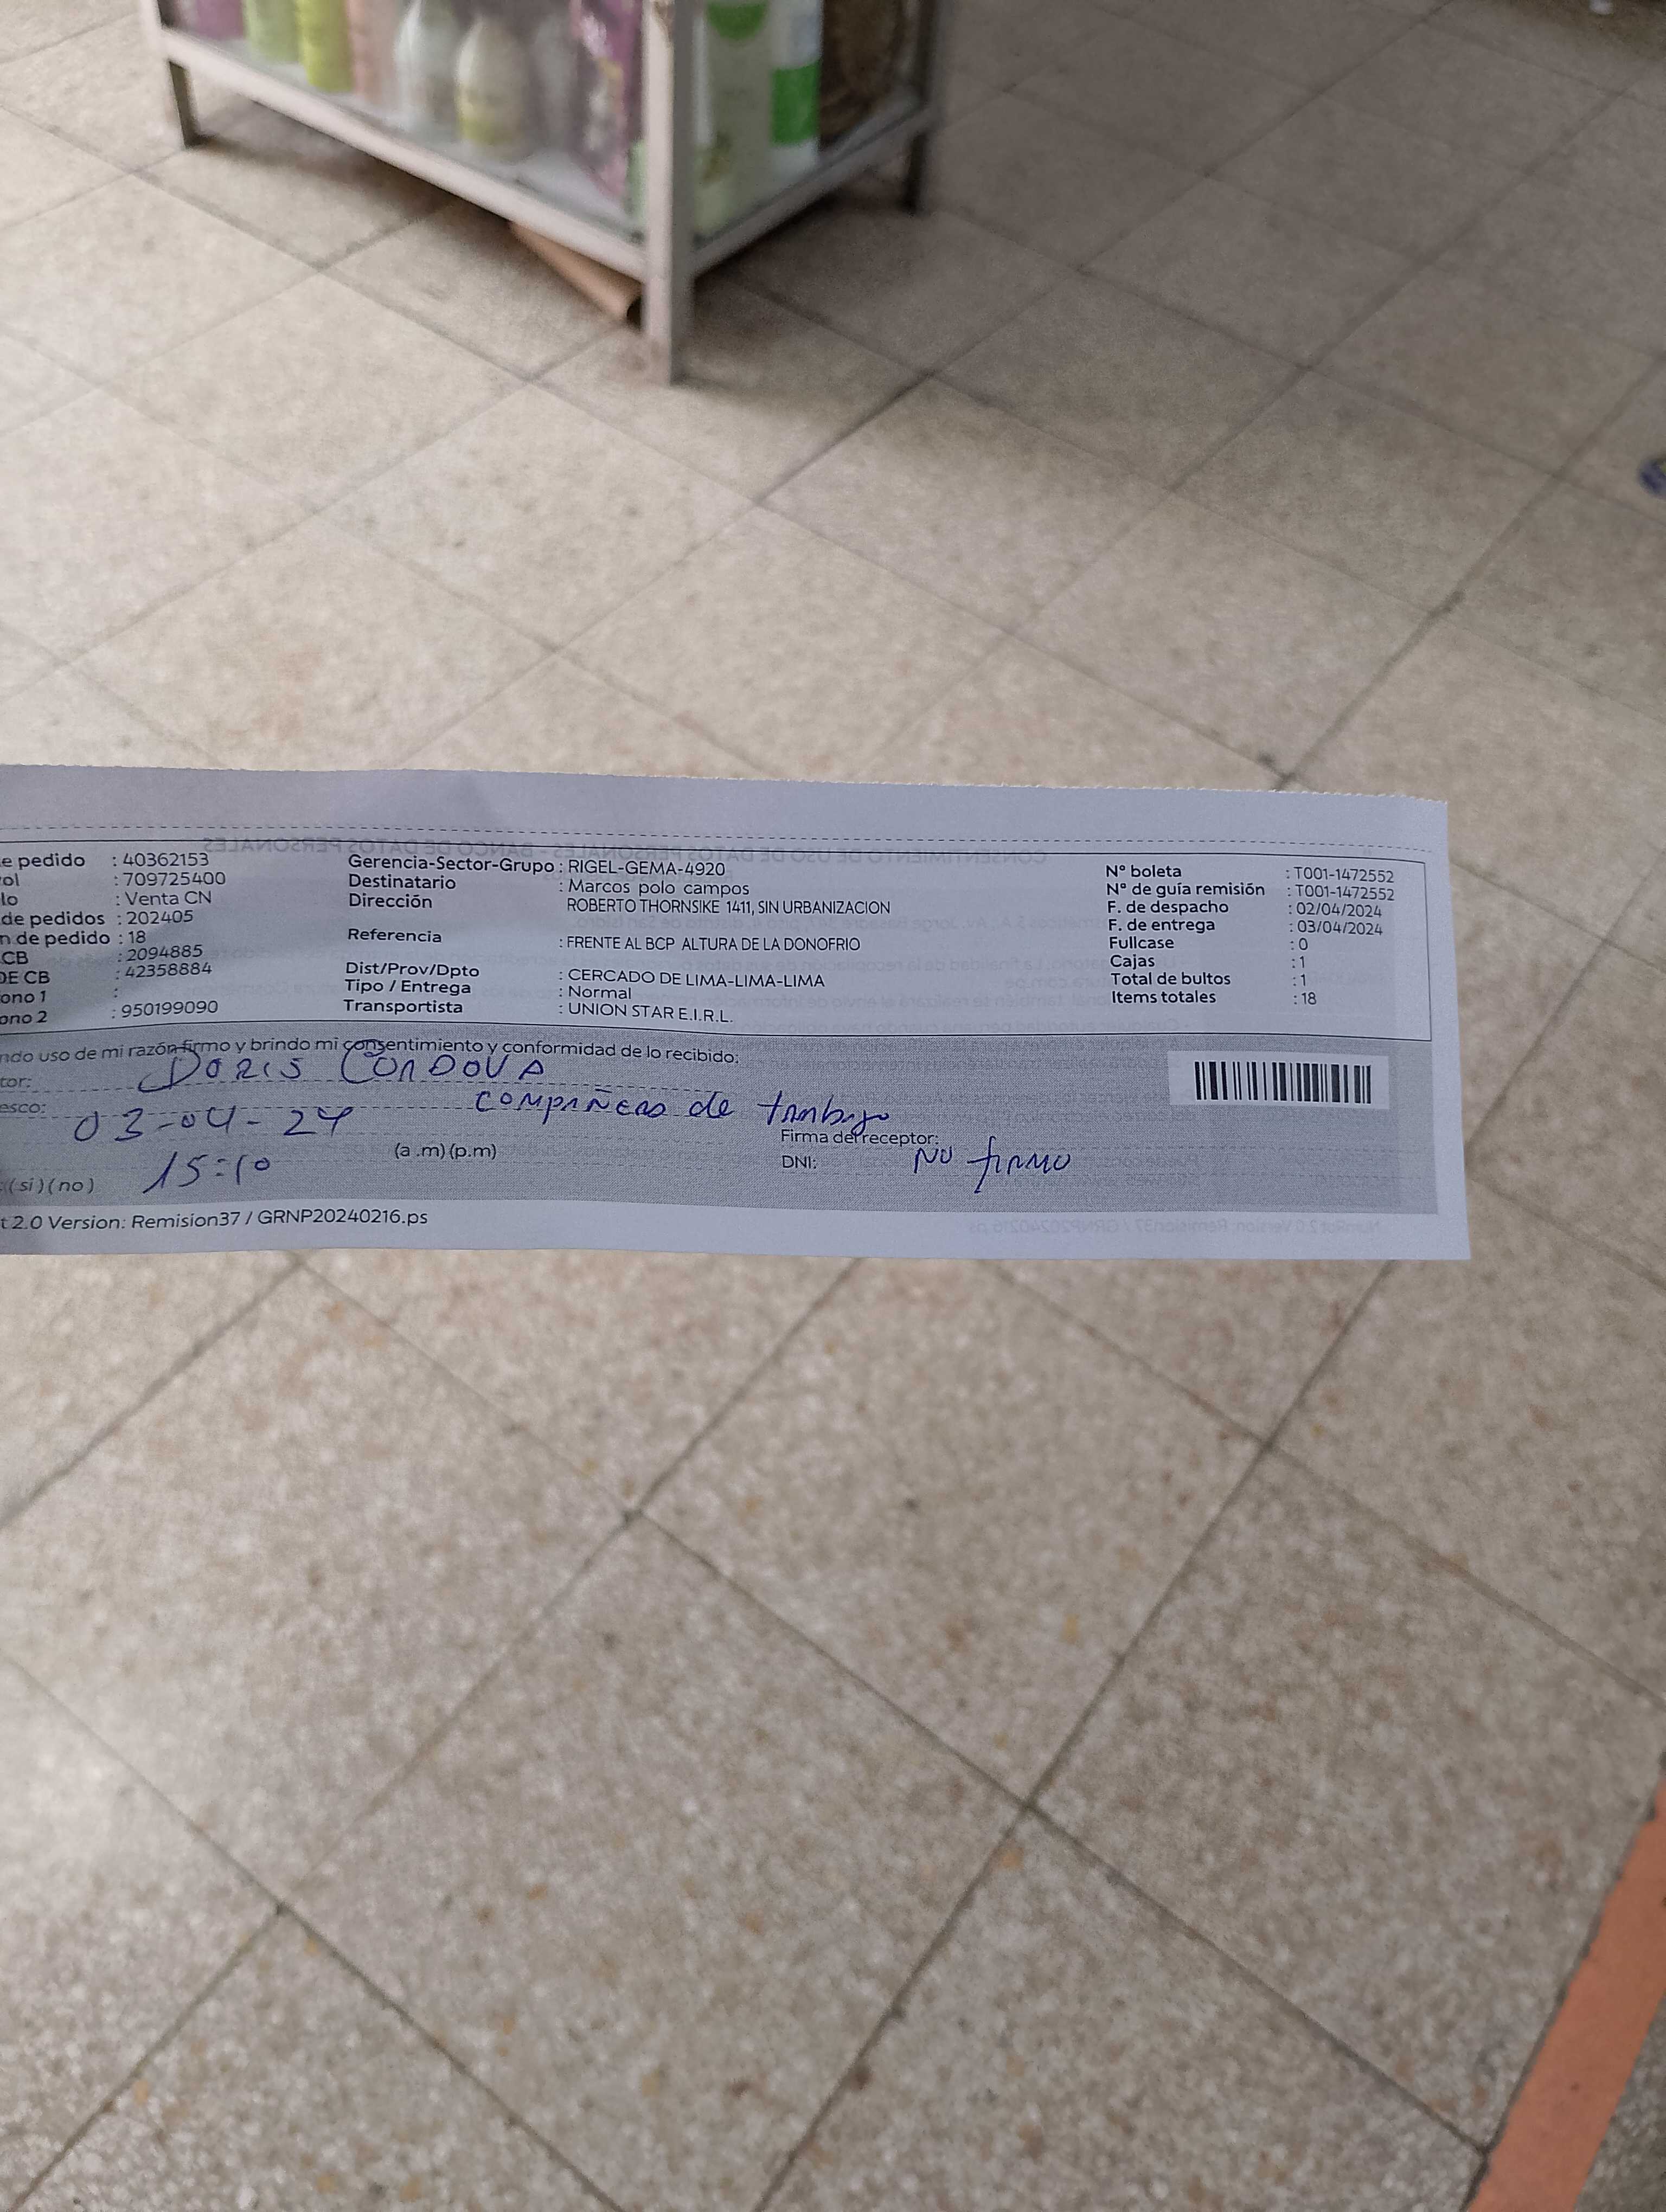 e pedido : 40362153
ol : 709725400
lo : Venta CN
de pedidos : 202405
n de pedido : 18
CB : 2094885
DE CB : 42358884
ono 1 :
ono 2 : 950199090
Gerencia-Sector-Grupo : RIGEL-GEMA-4920
Destinatario : Marcos polo campos
Dirección ROBERTO THORNSIKE 1411, SIN URBANIZACION
Referencia : FRENTE AL BCP ALTURA DE LA DONOFRIO
Dist/Prov/Dpto : CERCADO DE LIMA-LIMA-LIMA
Tipo / Entrega : Normal
Transportista : UNION STAR E.I.R.L.
N° boleta : T001-1472552
N° de guía remisión : T001-1472552
F. de despacho : 02/04/2024
F. de entrega : 03/04/2024
Fullcase : 0
Cajas : 1
Total de bultos : 1
Items totales : 18
ndo uso de mi razón firmo y brindo mi consentimiento y conformidad de lo recibido:
tor: DORIS CORDOVA
esco: COMPAÑERO de trabajo
03-04-24
Firma del receptor: NO firmo
15:10 (a .m) (p.m)
DNI:
: ( si ) ( no )
t 2.0 Version: Remision37 / GRNP20240216.ps